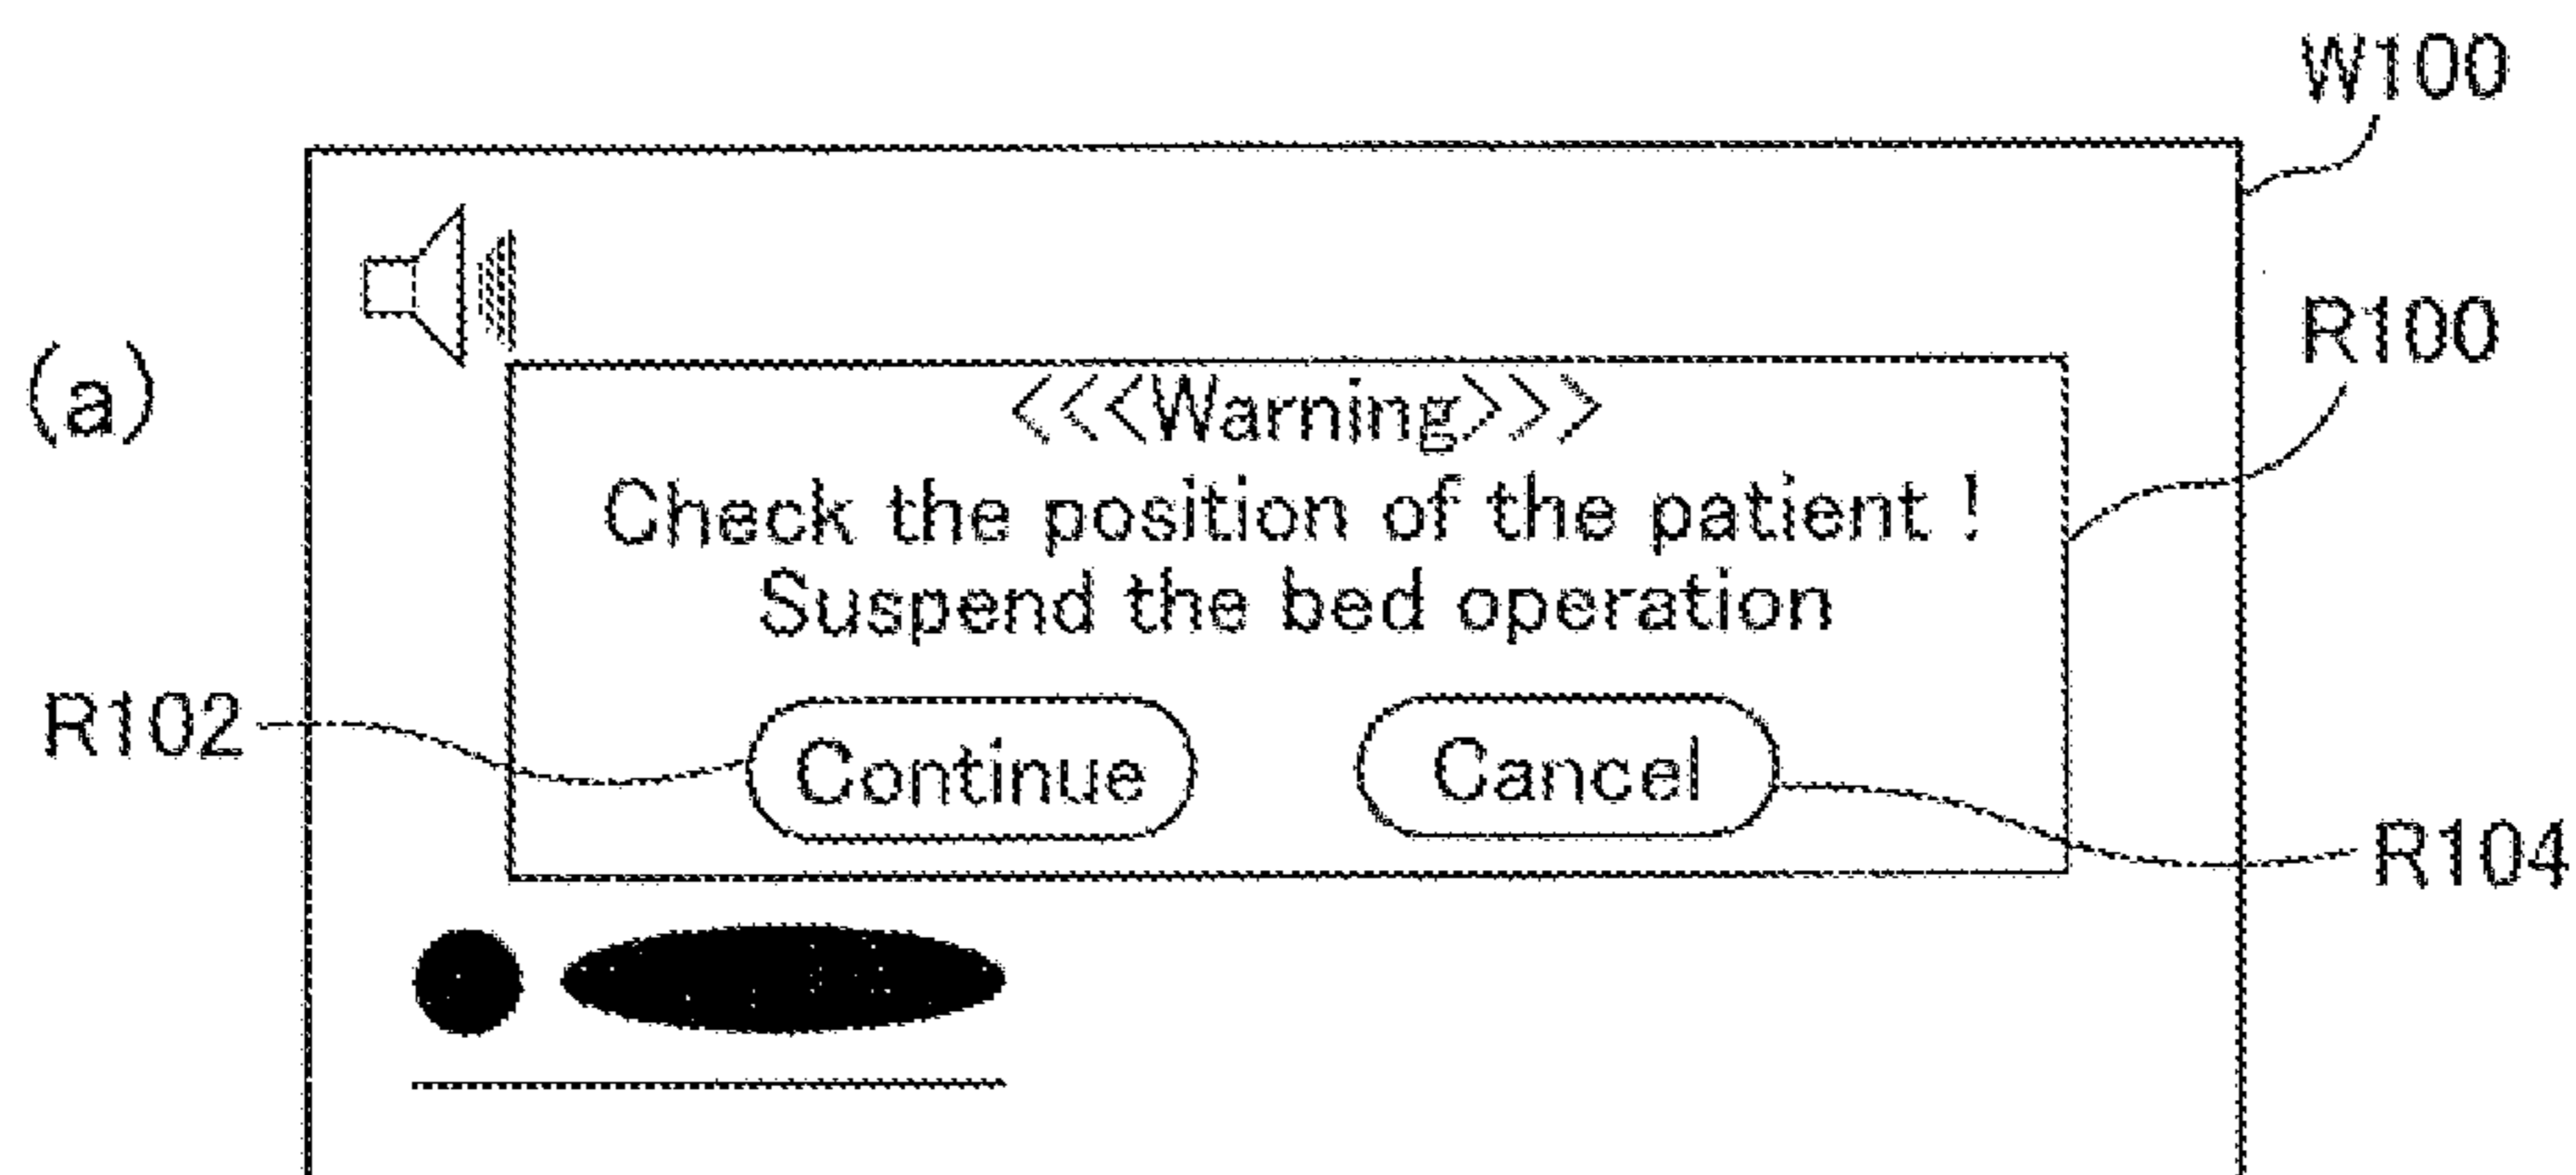 W100
R100
(a)
<<<Warning>>>
Check the position of the patient !
Suspend the bed operation
R102
Continue
Cancel
R104